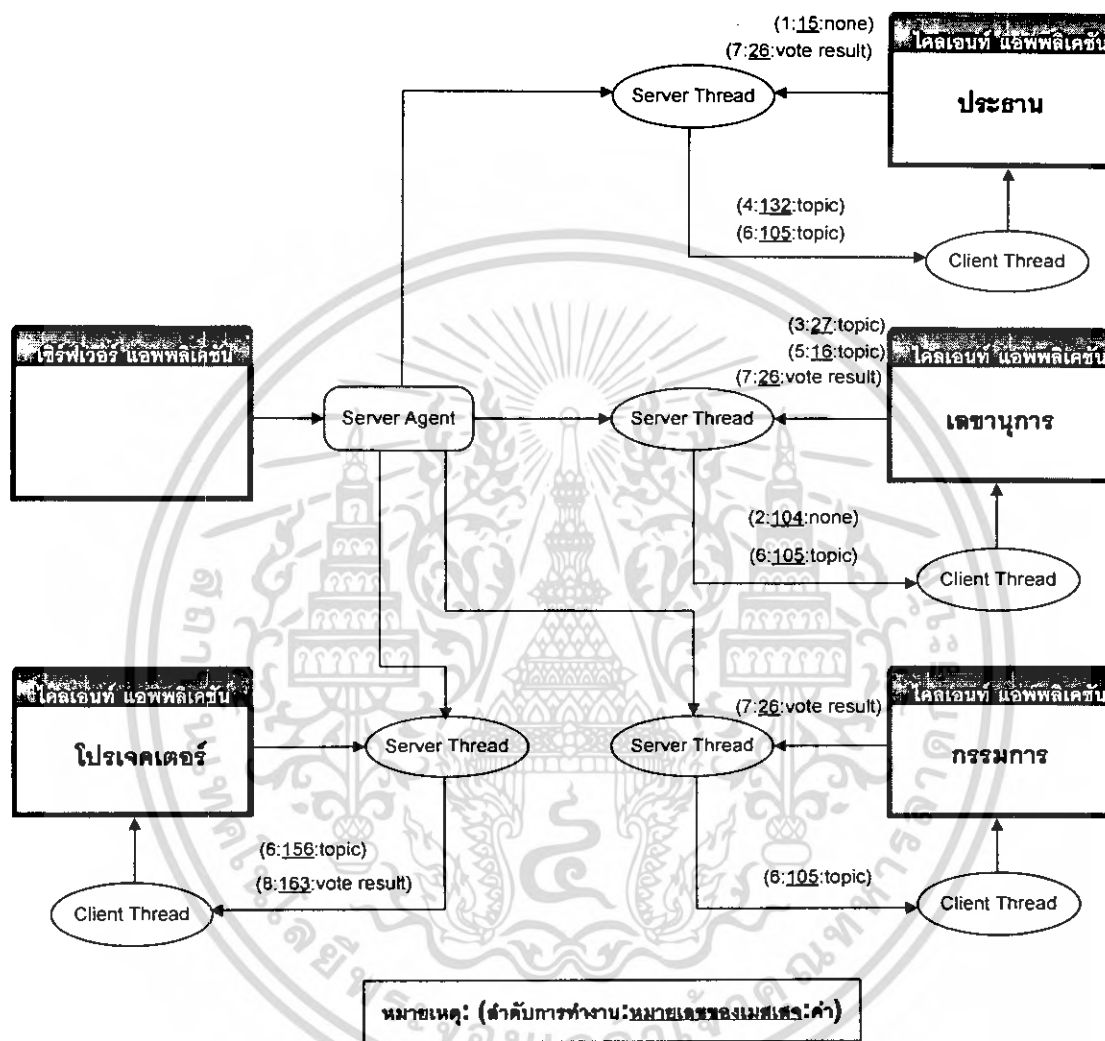 (1:15:none)
(7:26:vote result)
ไคลเอนท์ แอพพลิเคชัน
ประธาน
Server Thread
(4:132:topic)
(6:105:topic)
Client Thread
เซิร์ฟเวอร์ แอพพลิเคชัน
Server Agent
(3:27:topic)
(5:16:topic)
(7:26:vote result)
ไคลเอนท์ แอพพลิเคชัน
เลขานุการ
Server Thread
(2:104:none)
(6:105:topic)
Client Thread
ไคลเอนท์ แอพพลิเคชัน
โปรเจคเตอร์
Server Thread
(6:156:topic)
(8:163:vote result)
Client Thread
(7:26:vote result)
Server Thread
ไคลเอนท์ แอพพลิเคชัน
กรรมการ
(6:105:topic)
Client Thread
หมายเหตุ: (ลำดับการทำงาน:หมายเลขของเมสเสจ:ค่า)